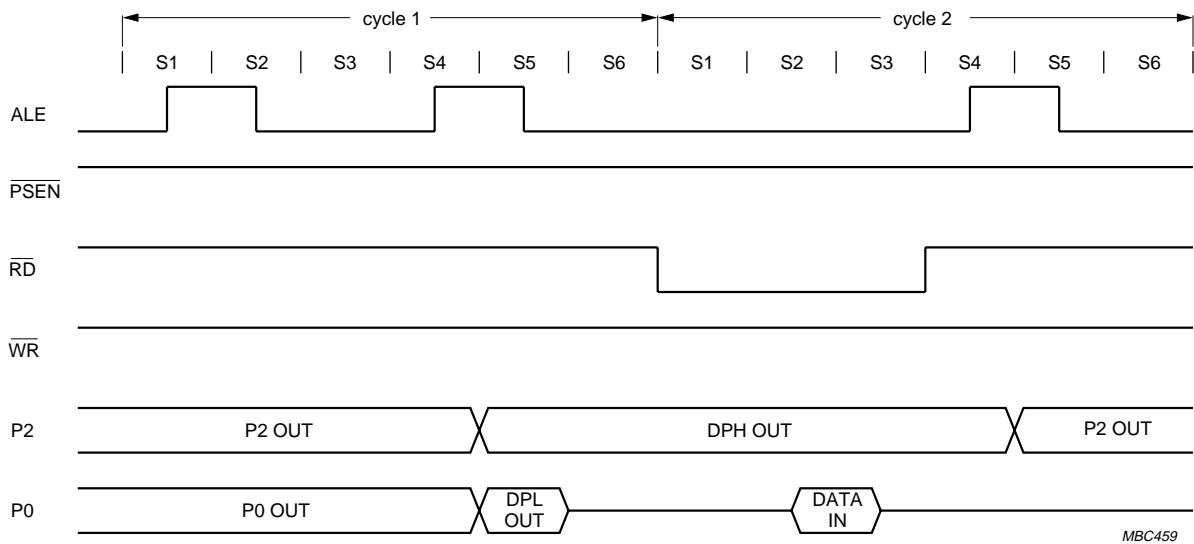 cycle 1 cycle 2
S1 S2 S3 S4 S5 S6 S1 S2 S3 S4 S5 S6
ALE
PSEN
RD
WR
P2 P2 OUT DPH OUT P2 OUT
P0 P0 OUT DPL OUT DATA IN
MBC459